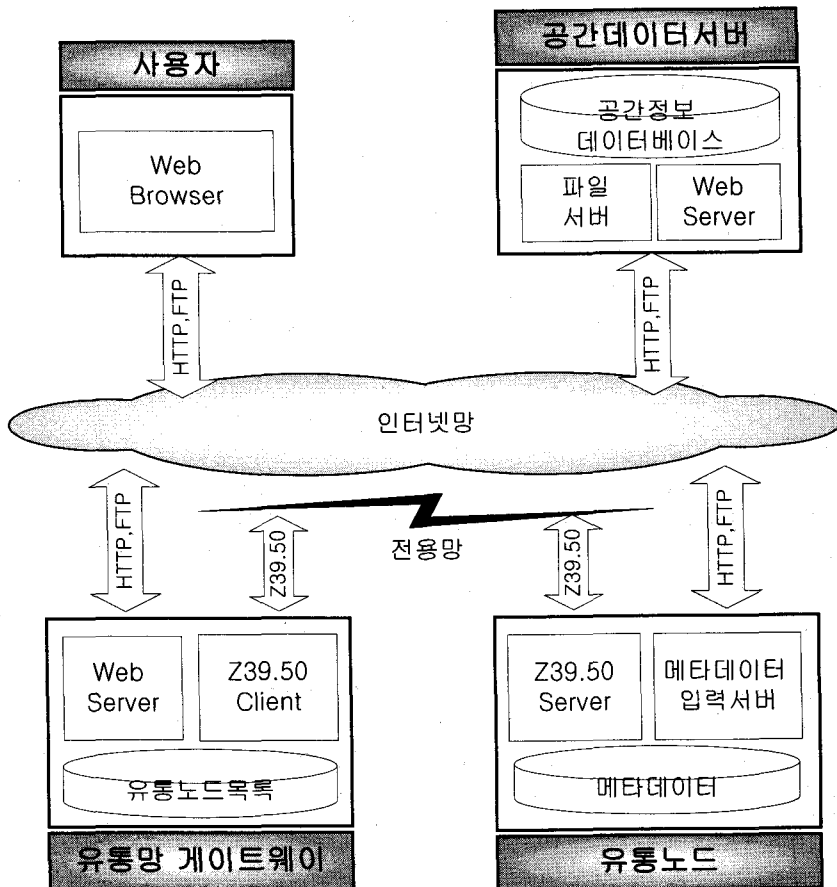 사용자
Web
Browser
HTTP,FTP
공간데이터서버
공간정보
데이터베이스
파일
서버
Web
Server
HTTP,FTP
인터넷망
전용망
HTTP,FTP
Z39.50
Z39.50
HTTP,FTP
Web
Server
Z39.50
Client
유통노드목록
유통망 게이트웨이
Z39.50
Server
메타데이터
입력서버
메타데이터
유통노드